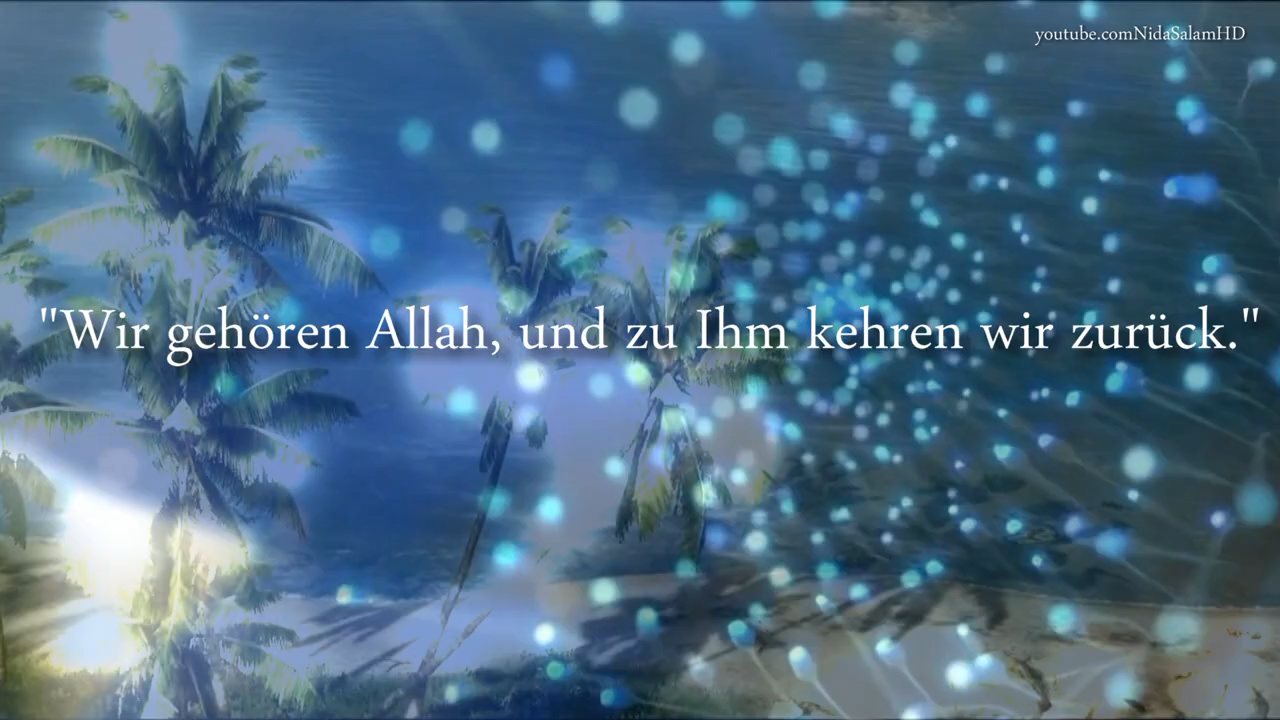 youtube.comNidaSalamHD
"Wir gehören Allah, und zu Ihm kehren wir zurück."